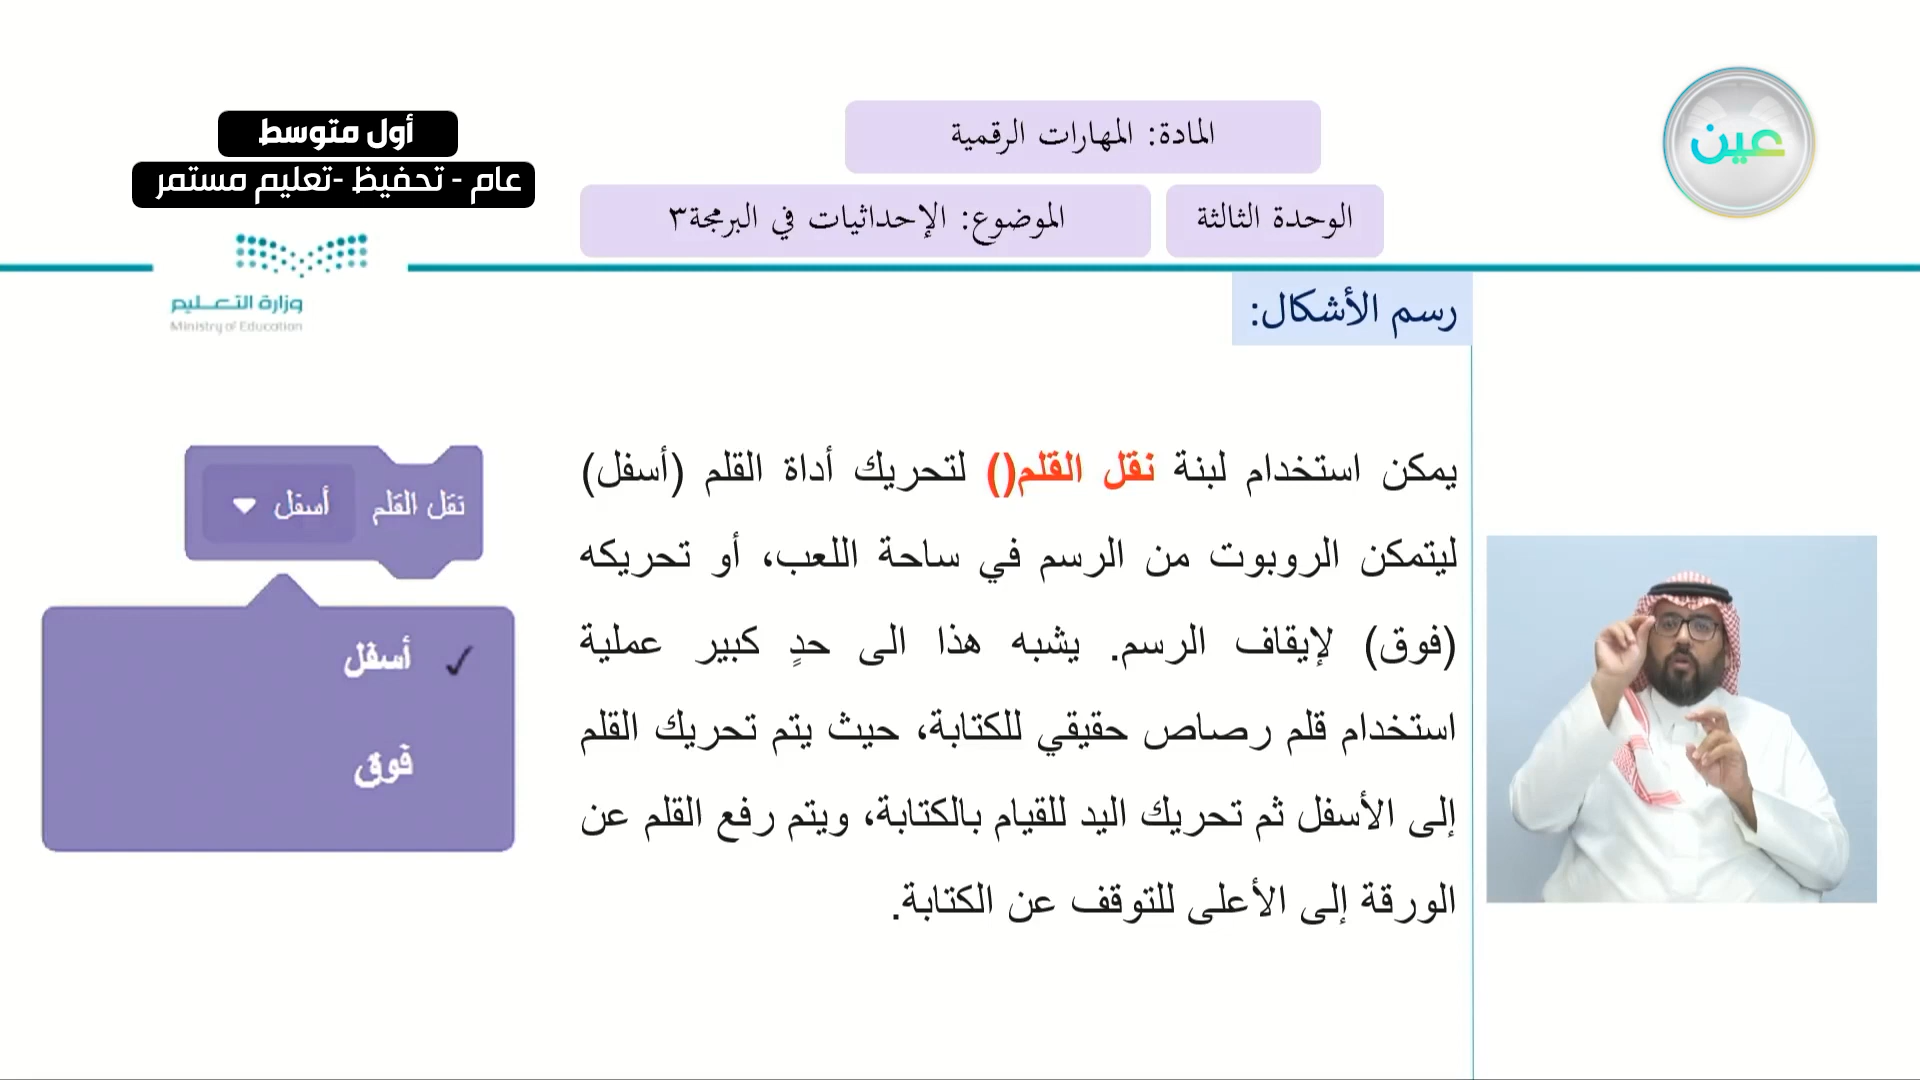 أول متوسط
عام - تحفيظ -تعليم مستمر
المادة: المهارات الرقمية
الوحدة الثالثة
الموضوع: الإحداثيات في البرمجة٣
عين
وزارة التعليم
Ministry of Education
رسم الأشكال:
يمكن استخدام لبنة نقل القلم() لتحريك أداة القلم (أسفل)
ليتمكن الروبوت من الرسم في ساحة اللعب، أو تحريكه
(فوق) لإيقاف الرسم. يشبه هذا الى حدٍ كبير عملية
استخدام قلم رصاص حقيقي للكتابة، حيث يتم تحريك القلم
إلى الأسفل ثم تحريك اليد للقيام بالكتابة، ويتم رفع القلم عن
الورقة إلى الأعلى للتوقف عن الكتابة.
نقل القلم أسفل
أسفل
فوق